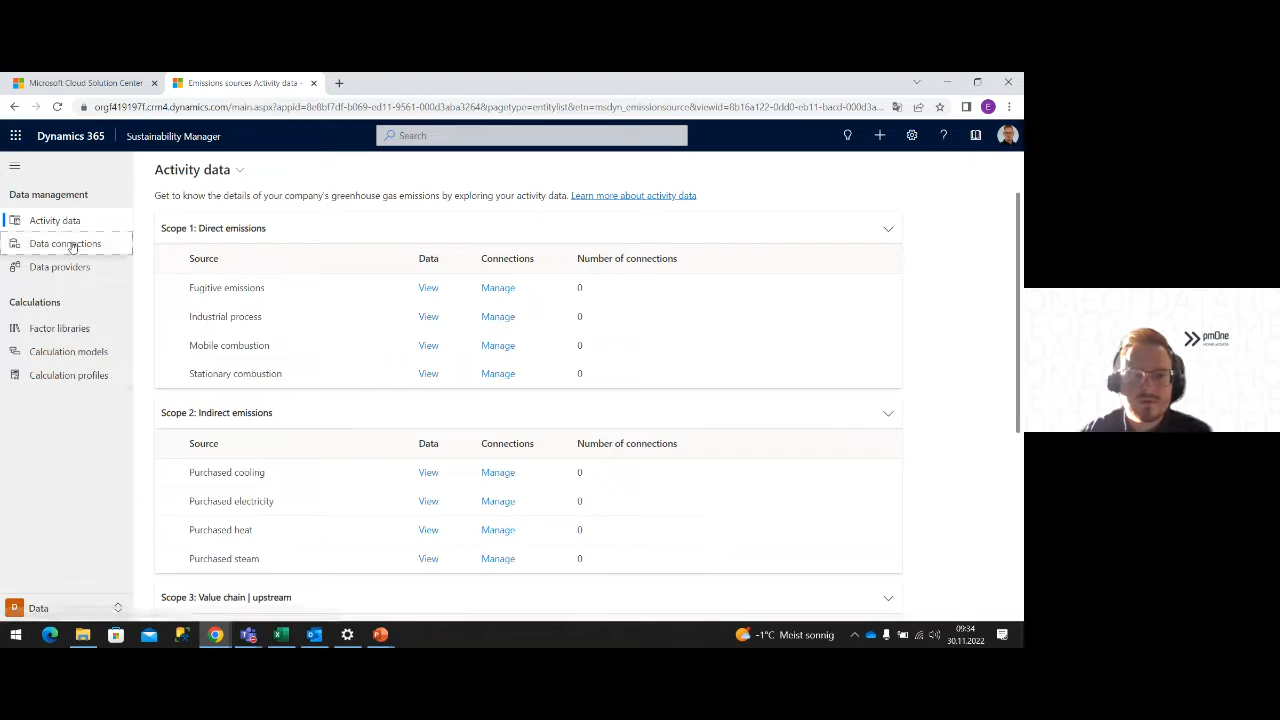 Microsoft Cloud Solution Center
Emissions sources Activity data -
orgf419197f.crm4.dynamics.com/main.aspx?appid=8e8bf7df-b069-ed11-9561-000d3aba3264&pagetype=entitylist&etn=msdyn_emissionsource&viewid=8b16a122-0dd0-eb11-bacd-000d3a...
E
Dynamics 365
Sustainability Manager
Search
Data management
Activity data
Data connections
Data providers
Calculations
Factor libraries
Calculation models
Calculation profiles
D Data
Activity data
Get to know the details of your company's greenhouse gas emissions by exploring your activity data. Learn more about activity data
Scope 1: Direct emissions
Source Data Connections Number of connections
Fugitive emissions View Manage 0
Industrial process View Manage 0
Mobile combustion View Manage 0
Stationary combustion View Manage 0
Scope 2: Indirect emissions
Source Data Connections Number of connections
Purchased cooling View Manage 0
Purchased electricity View Manage 0
Purchased heat View Manage 0
Purchased steam View Manage 0
Scope 3: Value chain | upstream
-1°C Meist sonnig
09:34
30.11.2022
pmOne
HOME of DATA